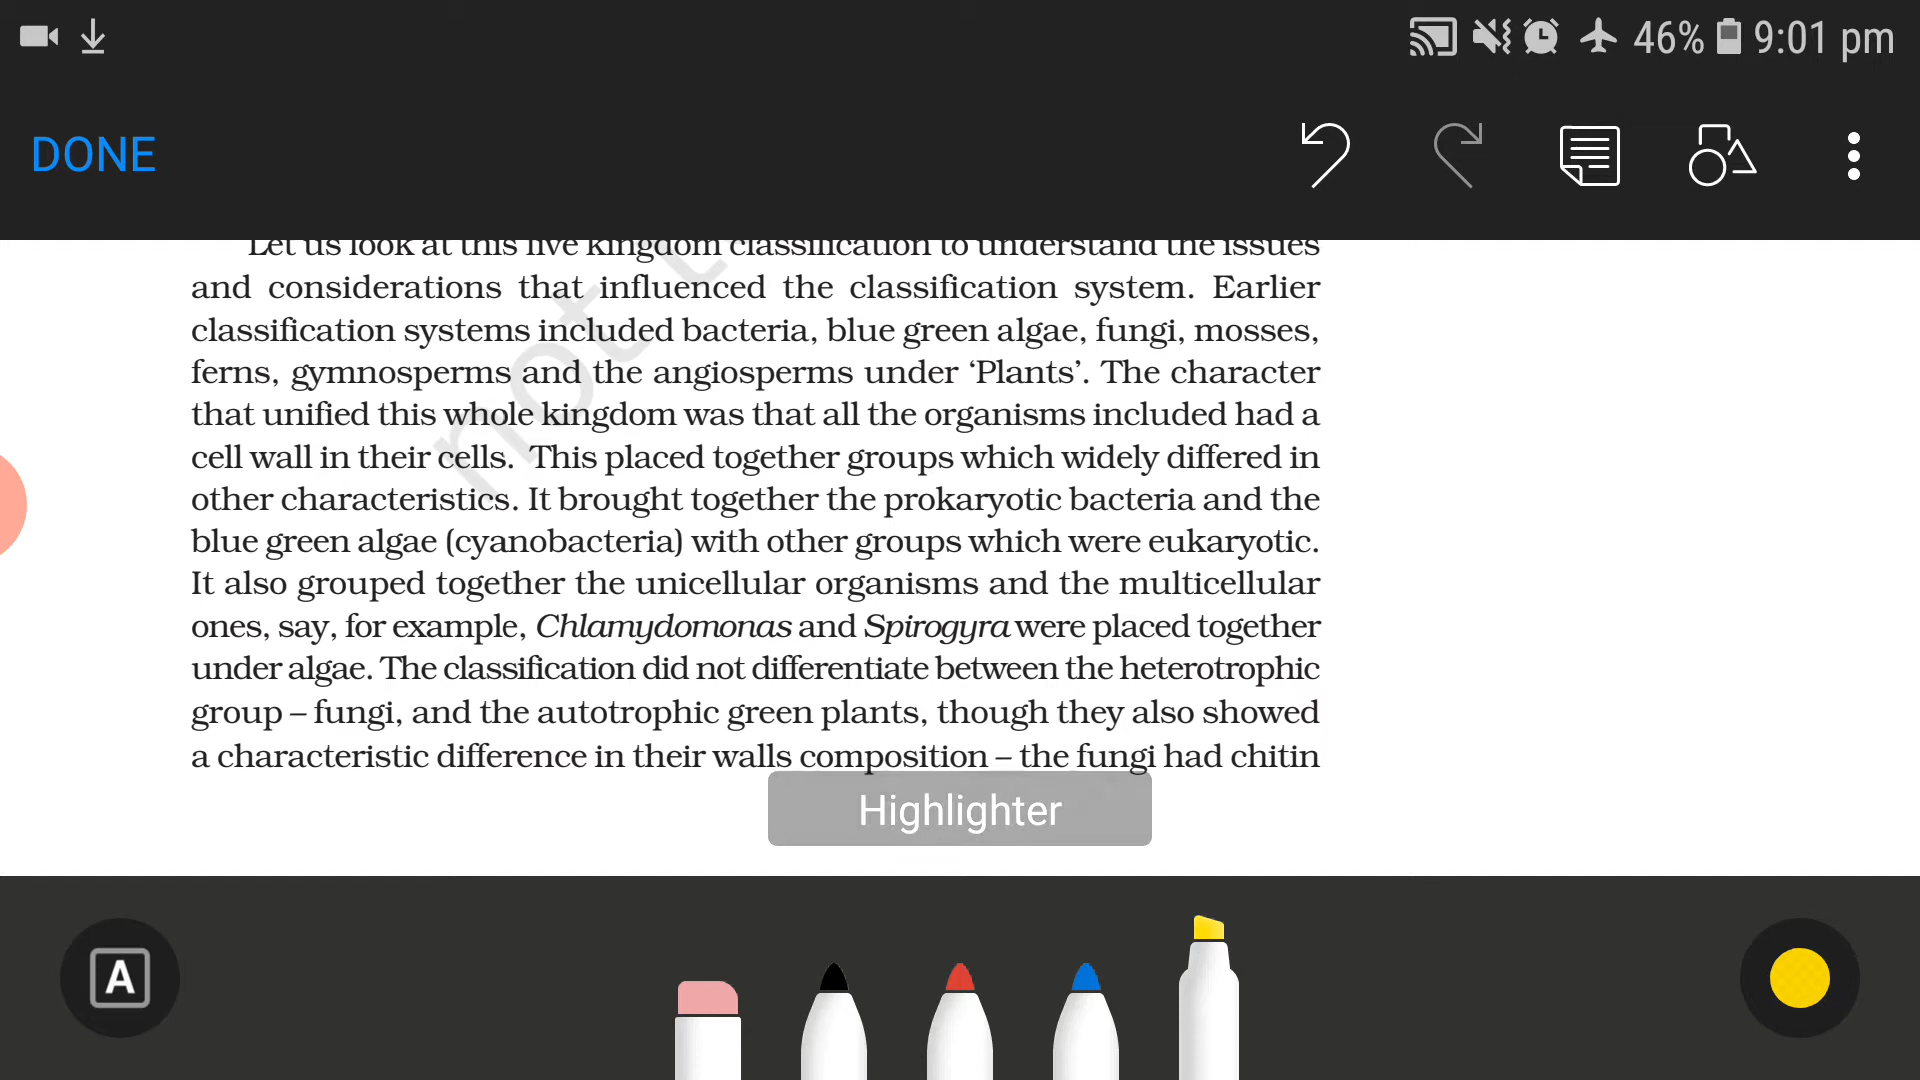 46% 9:01 pm
DONE
Let us look at this five kingdom classification to understand the issues
and considerations that influenced the classification system. Earlier
classification systems included bacteria, blue green algae, fungi, mosses,
ferns, gymnosperms and the angiosperms under ‘Plants’. The character
that unified this whole kingdom was that all the organisms included had a
cell wall in their cells. This placed together groups which widely differed in
other characteristics. It brought together the prokaryotic bacteria and the
blue green algae (cyanobacteria) with other groups which were eukaryotic.
It also grouped together the unicellular organisms and the multicellular
ones, say, for example, Chlamydomonas and Spirogyra were placed together
under algae. The classification did not differentiate between the heterotrophic
group – fungi, and the autotrophic green plants, though they also showed
a characteristic difference in their walls composition – the fungi had chitin
not t
Highlighter
A